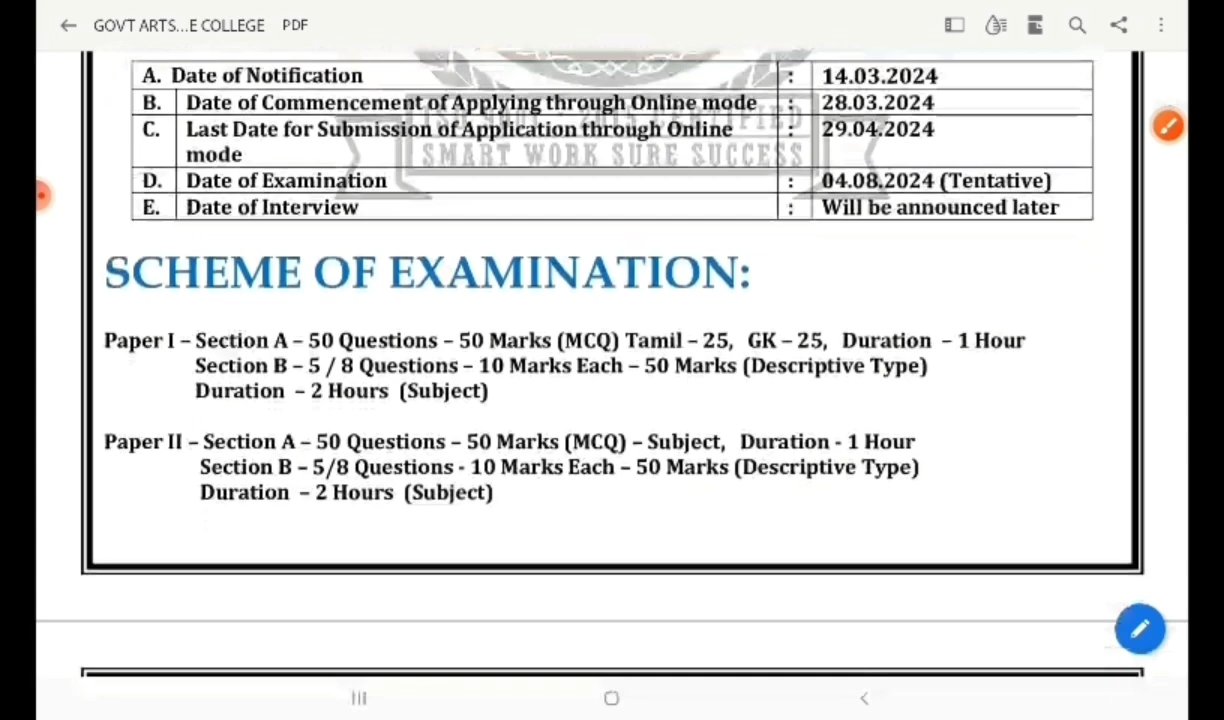 GOVT ARTS...E COLLEGE PDF
A. Date of Notification : 14.03.2024
B. Date of Commencement of Applying through Online mode : 28.03.2024
C. Last Date for Submission of Application through Online : 29.04.2024
mode
D. Date of Examination : 04.08.2024 (Tentative)
E. Date of Interview : Will be announced later
ISO 9001 - 2015 CERTIFIED
SMART WORK SURE SUCCESS
SCHEME OF EXAMINATION:
Paper I – Section A – 50 Questions – 50 Marks (MCQ) Tamil – 25, GK – 25, Duration – 1 Hour
Section B – 5 / 8 Questions – 10 Marks Each – 50 Marks (Descriptive Type)
Duration – 2 Hours (Subject)
Paper II – Section A – 50 Questions – 50 Marks (MCQ) – Subject, Duration - 1 Hour
Section B – 5/8 Questions - 10 Marks Each – 50 Marks (Descriptive Type)
Duration – 2 Hours (Subject)